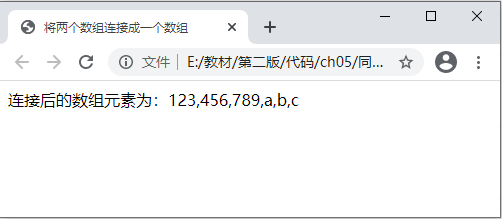 将两个数组连接成一个数组
文件 | E:/教材/第二版/代码/ch05/同...
连接后的数组元素为：123,456,789,a,b,c